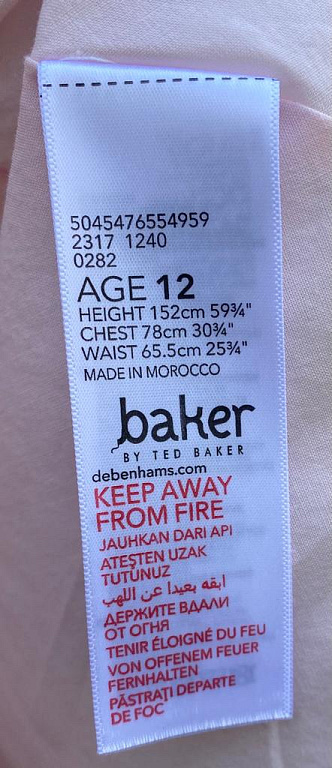 5045476554959
2317 1240
0282
AGE 12
HEIGHT 152cm 59¾"
CHEST 78cm 30¾"
WAIST 65.5cm 25¾"
MADE IN MOROCCO
baker
BY TED BAKER
debenhams.com
KEEP AWAY
FROM FIRE
JAUHKAN DARI API
ATEŞTEN UZAK
TUTUNUZ
ابقه بعيدا عن اللهب
ДЕРЖИТЕ ВДАЛИ
ОТ ОГНЯ
TENIR ÉLOIGNÉ DU FEU
VON OFFENEM FEUER
FERNHALTEN
PĂSTRAŢI DEPARTE
DE FOC